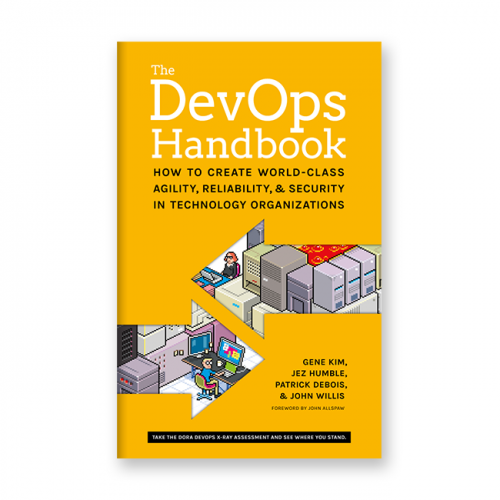 The
DevOps
Handbook
HOW TO CREATE WORLD-CLASS
AGILITY, RELIABILITY, & SECURITY
IN TECHNOLOGY ORGANIZATIONS
GENE KIM,
JEZ HUMBLE,
PATRICK DEBOIS,
& JOHN WILLIS
FOREWORD BY JOHN ALLSPAW
TAKE THE DORA DEVOPS X-RAY ASSESSMENT AND SEE WHERE YOU STAND.